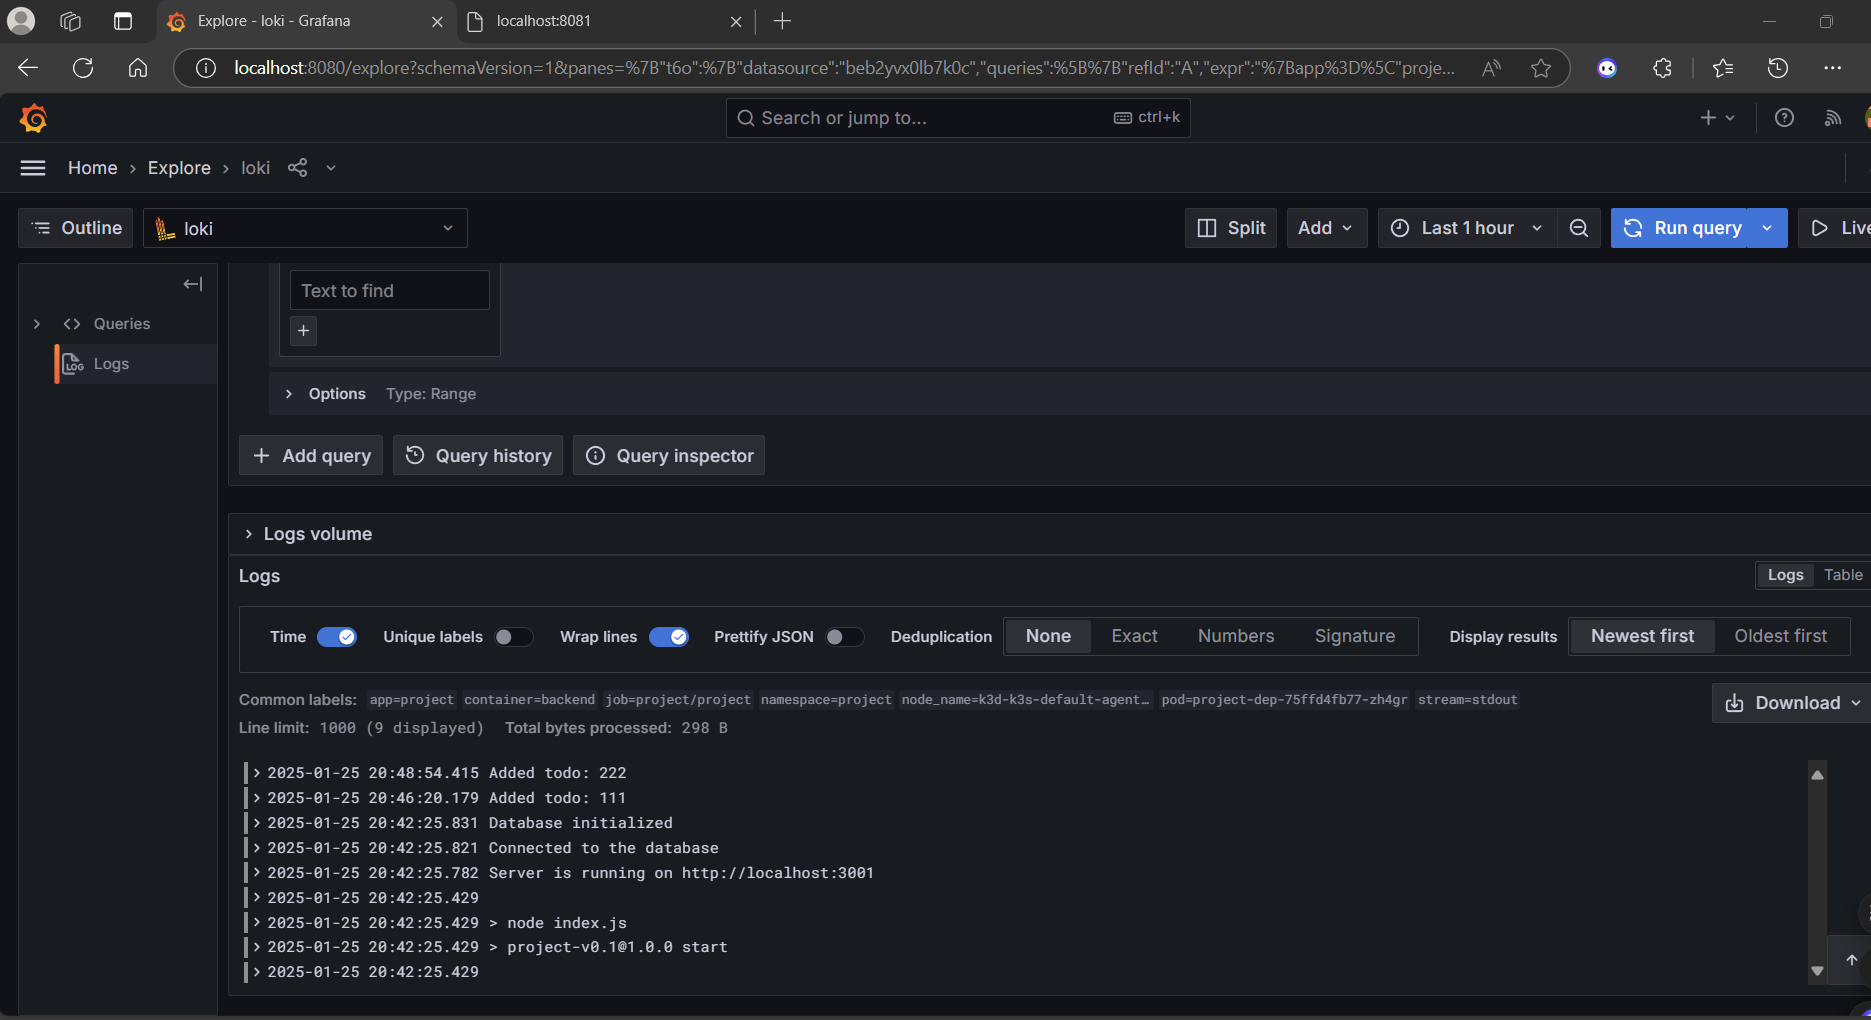 Explore - loki - Grafana
localhost:8081
localhost:8080/explore?schemaVersion=1&panes=%7B"t6o":%7B"datasource":"beb2yvx0lb7k0c","queries":%5B%7B"refId":"A","expr":"%7Bapp%3D%5C"proje...
Search or jump to... ctrl+k
Home › Explore › loki
Outline
loki
Split
Add
Last 1 hour
Run query
Live
Text to find
+
Queries
Logs
Options Type: Range
+ Add query
Query history
Query inspector
Logs volume
Logs
Logs Table
Time Unique labels Wrap lines Prettify JSON Deduplication None Exact Numbers Signature Display results Newest first Oldest first
Common labels: app=project container=backend job=project/project namespace=project node_name=k3d-k3s-default-agent… pod=project-dep-75ffd4fb77-zh4gr stream=stdout
Download
Line limit: 1000 (9 displayed) Total bytes processed: 298 B
2025-01-25 20:48:54.415 Added todo: 222
2025-01-25 20:46:20.179 Added todo: 111
2025-01-25 20:42:25.831 Database initialized
2025-01-25 20:42:25.821 Connected to the database
2025-01-25 20:42:25.782 Server is running on http://localhost:3001
2025-01-25 20:42:25.429
2025-01-25 20:42:25.429 > node index.js
2025-01-25 20:42:25.429 > project-v0.1@1.0.0 start
2025-01-25 20:42:25.429